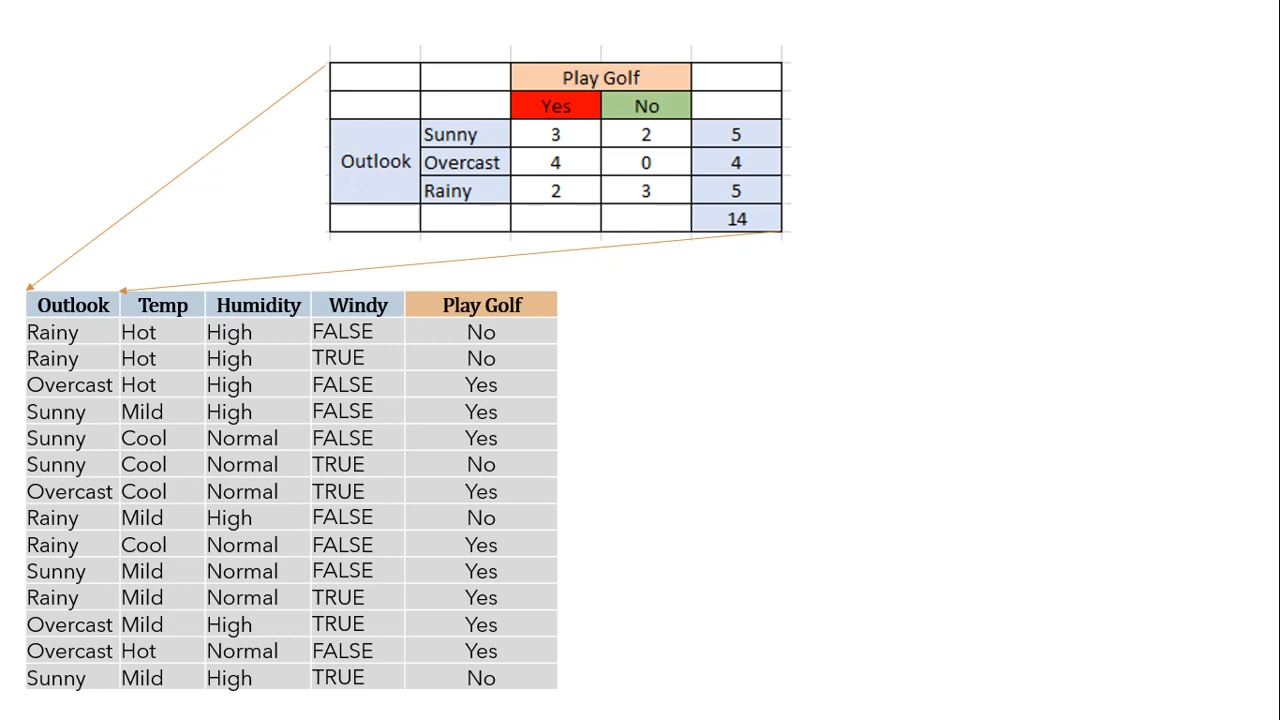 Play Golf
Yes No
Sunny 3 2 5
Outlook Overcast 4 0 4
Rainy 2 3 5
14
Outlook Temp Humidity Windy Play Golf
Rainy Hot High FALSE No
Rainy Hot High TRUE No
Overcast Hot High FALSE Yes
Sunny Mild High FALSE Yes
Sunny Cool Normal FALSE Yes
Sunny Cool Normal TRUE No
Overcast Cool Normal TRUE Yes
Rainy Mild High FALSE No
Rainy Cool Normal FALSE Yes
Sunny Mild Normal FALSE Yes
Rainy Mild Normal TRUE Yes
Overcast Mild High TRUE Yes
Overcast Hot Normal FALSE Yes
Sunny Mild High TRUE No